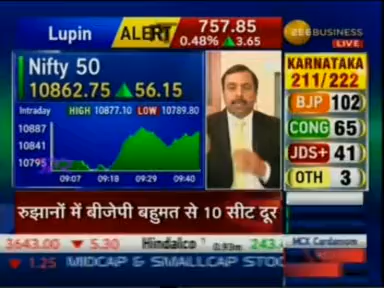 Lupin
ALERT
757.85
0.48% ▲ 3.65
ZEE BUSINESS
LIVE
Nifty 50
10862.75 ▲ 56.15
Intraday HIGH 10877.10 LOW 10789.80
10887
10841
10795
09:07 09:18 09:29 09:40
KARNATAKA
211/222
BJP 102
CONG 65
JDS+ 41
OTH 3
रुझानों में बीजेपी बहुमत से 10 सीट दूर
3643.00 ▼ 5.30 Hindalco 0.93m 243.
MCX Cardamom
▼ 1.25 MIDCAP & SMALLCAP STOC